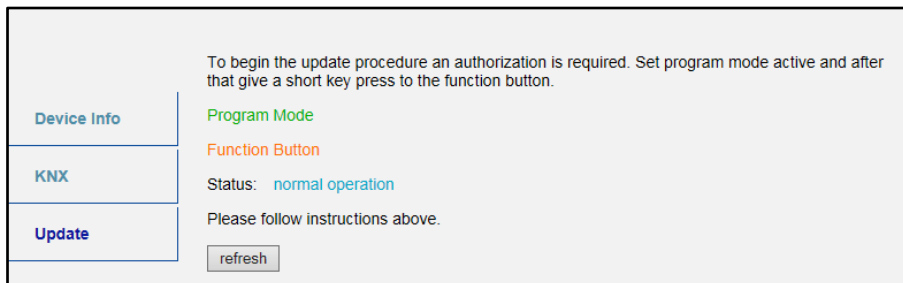 To begin the update procedure an authorization is required. Set program mode active and after
that give a short key press to the function button.
Device Info
Program Mode
Function Button
KNX
Status: normal operation
Please follow instructions above.
Update
refresh